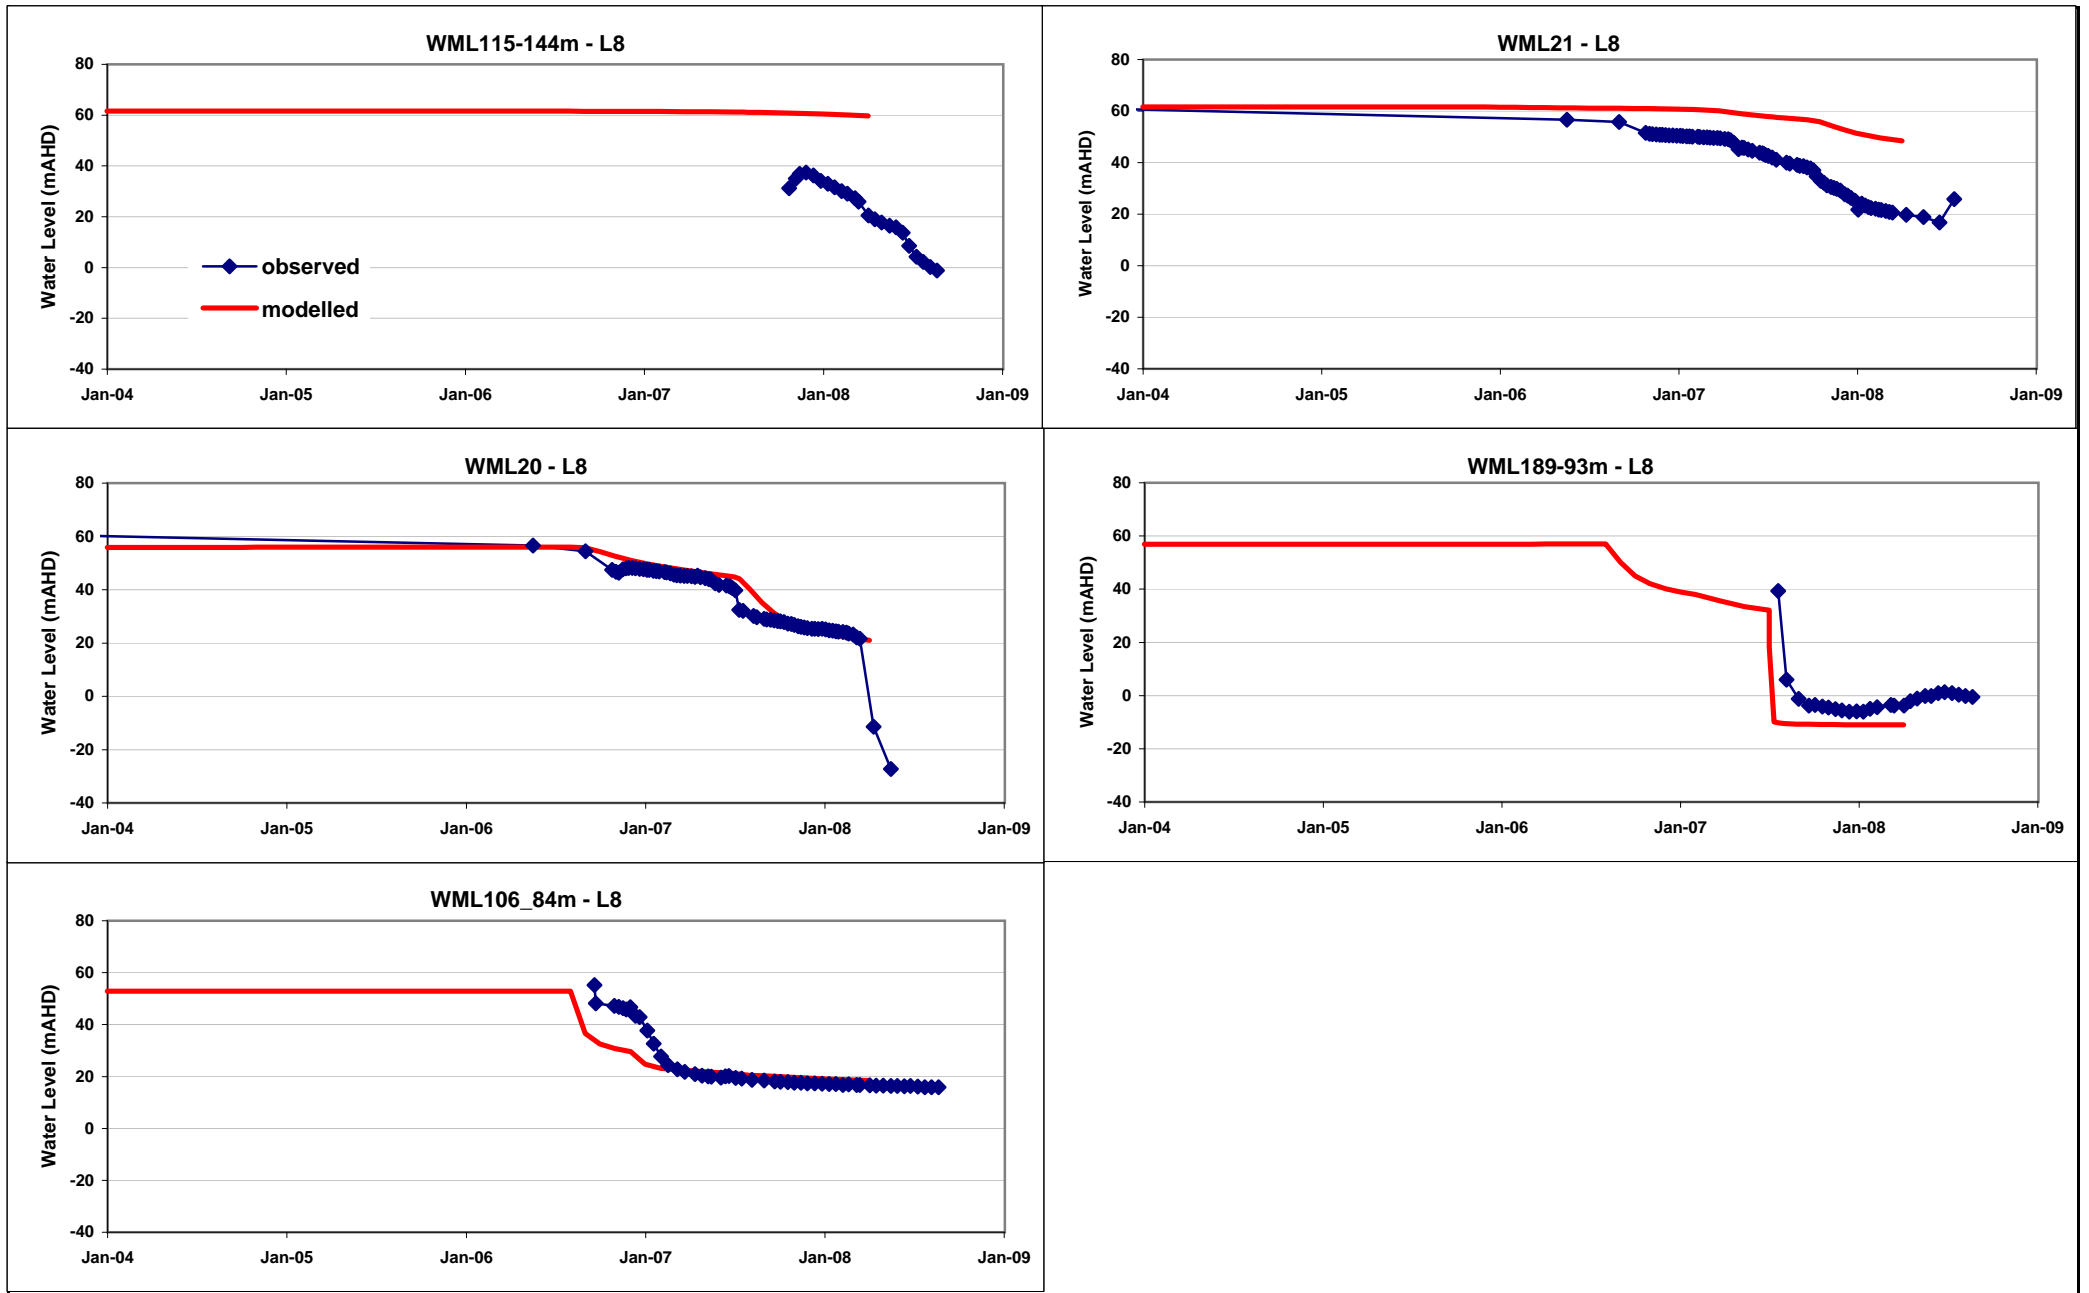 WML115-144m - L8
Water Level (mAHD)
80
60
40
20
0
-20
-40
observed
modelled
Jan-04 Jan-05 Jan-06 Jan-07 Jan-08 Jan-09
WML21 - L8
Water Level (mAHD)
80
60
40
20
0
-20
-40
Jan-04 Jan-05 Jan-06 Jan-07 Jan-08 Jan-09
WML20 - L8
Water Level (mAHD)
80
60
40
20
0
-20
-40
Jan-04 Jan-05 Jan-06 Jan-07 Jan-08 Jan-09
WML189-93m - L8
Water Level (mAHD)
80
60
40
20
0
-20
-40
Jan-04 Jan-05 Jan-06 Jan-07 Jan-08 Jan-09
WML106_84m - L8
Water Level (mAHD)
80
60
40
20
0
-20
-40
Jan-04 Jan-05 Jan-06 Jan-07 Jan-08 Jan-09